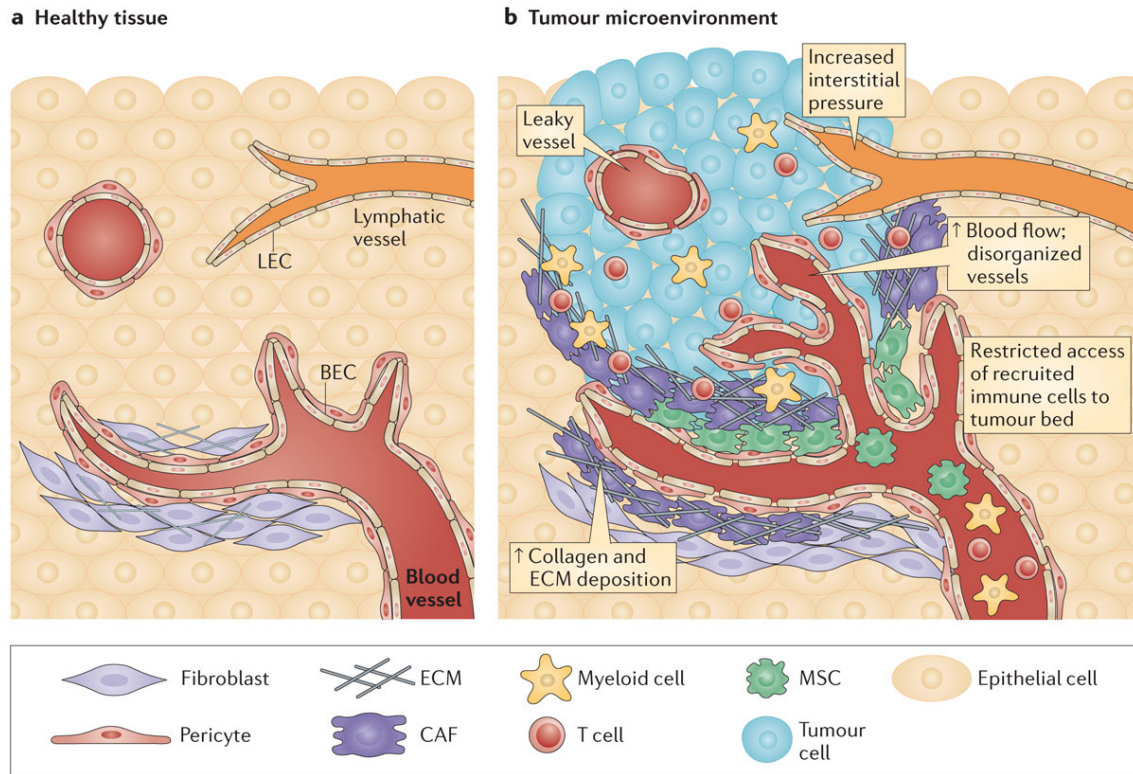 a Healthy tissue
Lymphatic
vessel
LEC
BEC
Blood
vessel
b Tumour microenvironment
Increased
interstitial
pressure
Leaky
vessel
↑ Blood flow;
disorganized
vessels
Restricted access
of recruited
immune cells to
tumour bed
↑ Collagen and
ECM deposition
Fibroblast
ECM
Myeloid cell
MSC
Epithelial cell
Pericyte
CAF
T cell
Tumour
cell